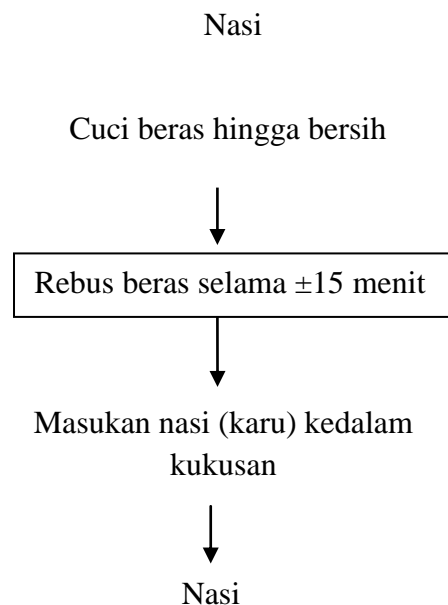 Nasi
Cuci beras hingga bersih
Rebus beras selama ±15 menit
Masukan nasi (karu) kedalam
kukusan
Nasi